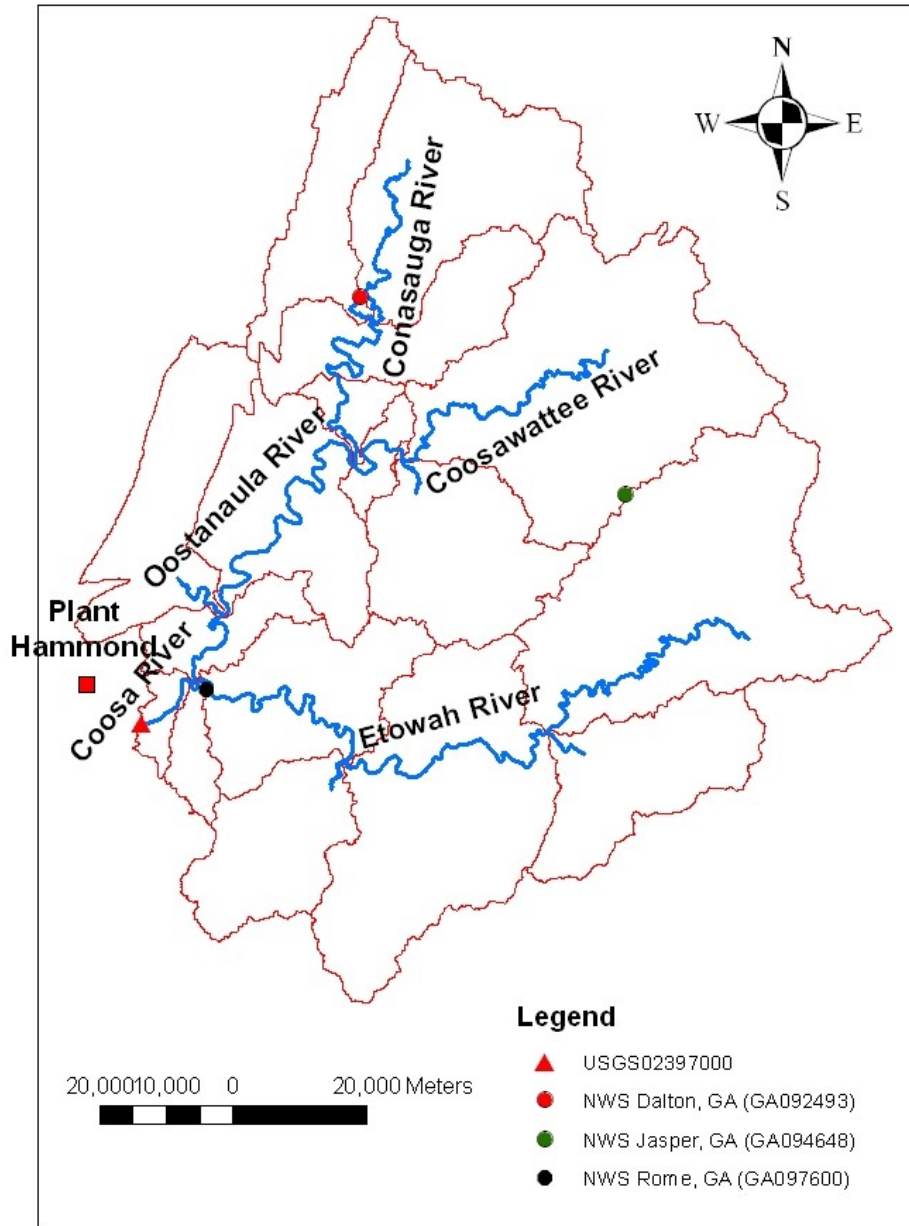 N
W
E
S
Conasauga River
Coosawattee River
Oostanaula River
Plant
Hammond
Coosa River
Etowah River
Legend
USGS02397000
NWS Dalton, GA (GA092493)
NWS Jasper, GA (GA094648)
NWS Rome, GA (GA097600)
20,00010,000 0 20,000 Meters